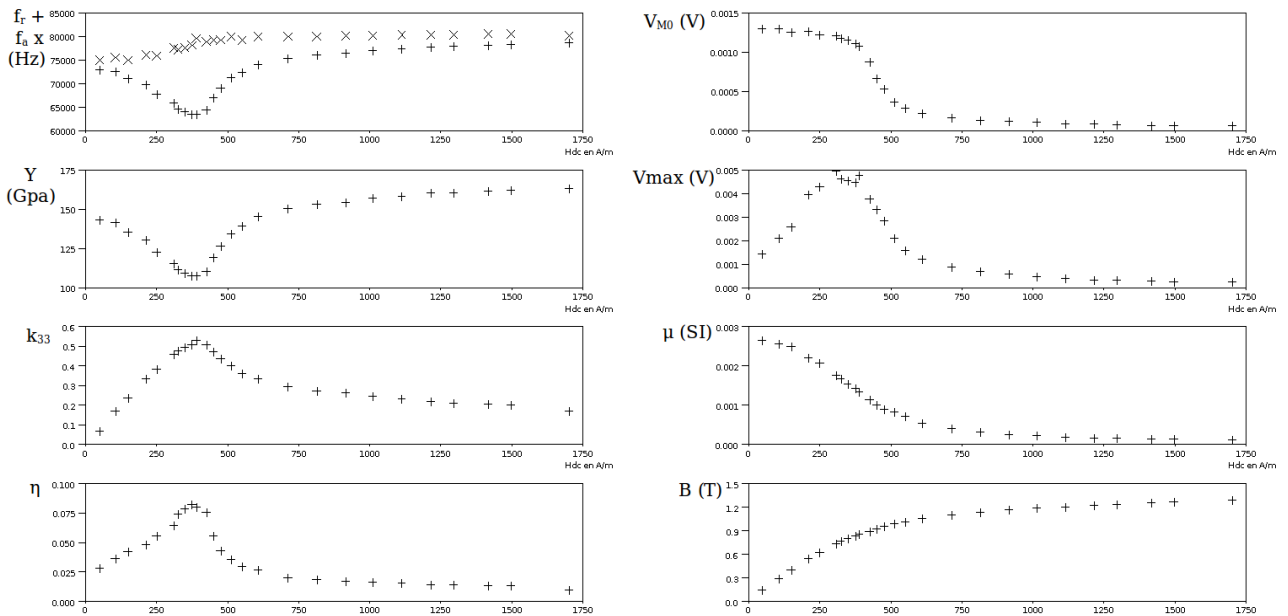 f_r +
f_a x
(Hz)
85000
80000
75000
70000
65000
60000
0 250 500 750 1000 1250 1500 1750
Hdc en A/m
V_M0 (V)
0.0015
0.0010
0.0005
0.0000
0 250 500 750 1000 1250 1500 1750
Hdc en A/m
Y
(Gpa)
175
150
125
100
0 250 500 750 1000 1250 1500 1750
Hdc en A/m
Vmax (V)
0.005
0.004
0.003
0.002
0.001
0.000
0 250 500 750 1000 1250 1500 1750
Hdc en A/m
k_33
0.6
0.5
0.4
0.3
0.2
0.1
0.0
0 250 500 750 1000 1250 1500 1750
Hdc en A/m
μ (SI)
0.003
0.002
0.001
0.000
0 250 500 750 1000 1250 1500 1750
Hdc en A/m
η
0.100
0.075
0.050
0.025
0.000
0 250 500 750 1000 1250 1500 1750
B (T)
1.5
1.2
0.9
0.6
0.3
0.0
0 250 500 750 1000 1250 1500 1750